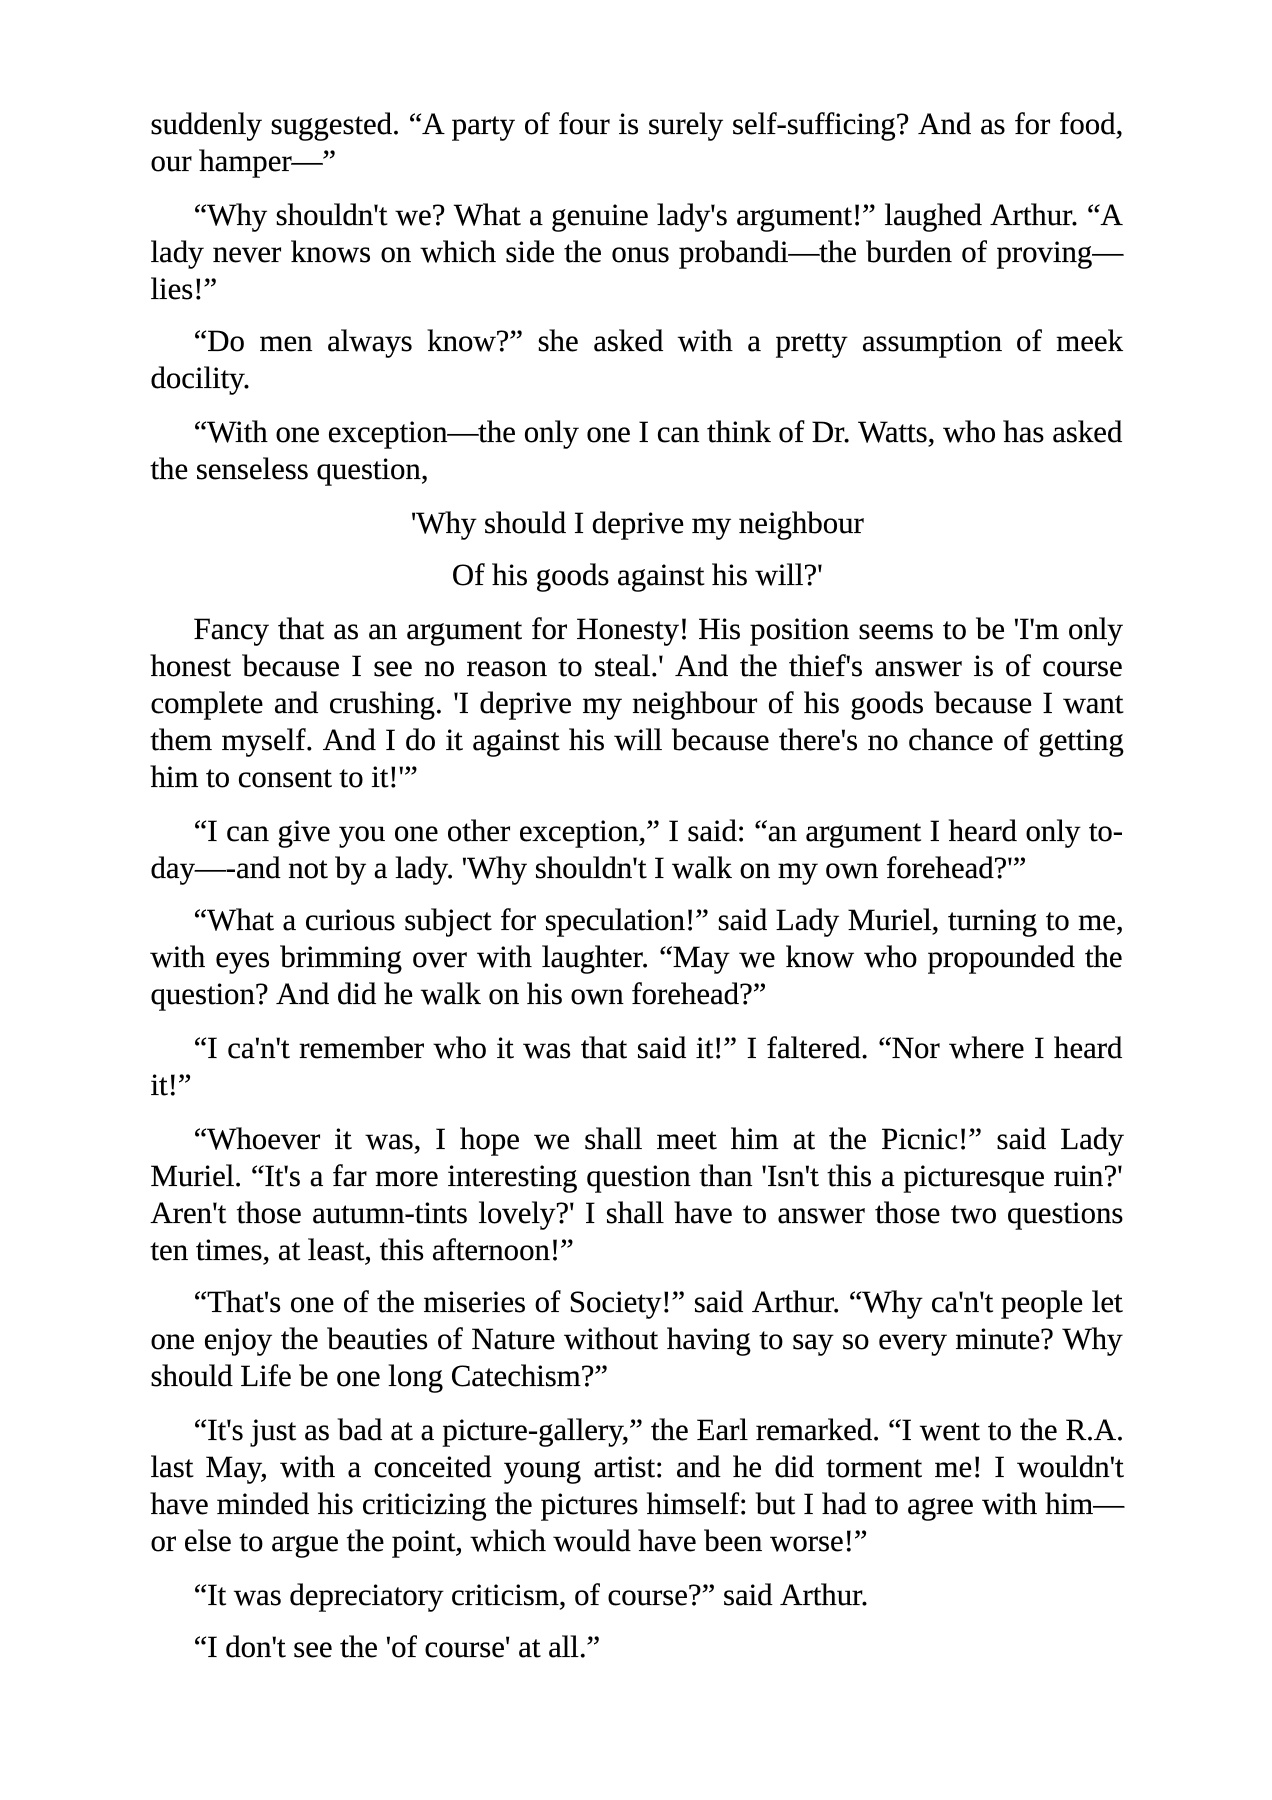 suddenly suggested. “A party of four is surely self-sufficing? And as for food,
our hamper—”
“Why shouldn't we? What a genuine lady's argument!” laughed Arthur. “A
lady never knows on which side the onus probandi—the burden of proving—
lies!”
“Do men always know?” she asked with a pretty assumption of meek
docility.
“With one exception—the only one I can think of Dr. Watts, who has asked
the senseless question,
'Why should I deprive my neighbour
Of his goods against his will?'
Fancy that as an argument for Honesty! His position seems to be 'I'm only
honest because I see no reason to steal.' And the thief's answer is of course
complete and crushing. 'I deprive my neighbour of his goods because I want
them myself. And I do it against his will because there's no chance of getting
him to consent to it!'”
“I can give you one other exception,” I said: “an argument I heard only to-
day—-and not by a lady. 'Why shouldn't I walk on my own forehead?'”
“What a curious subject for speculation!” said Lady Muriel, turning to me,
with eyes brimming over with laughter. “May we know who propounded the
question? And did he walk on his own forehead?”
“I ca'n't remember who it was that said it!” I faltered. “Nor where I heard
it!”
“Whoever it was, I hope we shall meet him at the Picnic!” said Lady
Muriel. “It's a far more interesting question than 'Isn't this a picturesque ruin?'
Aren't those autumn-tints lovely?' I shall have to answer those two questions
ten times, at least, this afternoon!”
“That's one of the miseries of Society!” said Arthur. “Why ca'n't people let
one enjoy the beauties of Nature without having to say so every minute? Why
should Life be one long Catechism?”
“It's just as bad at a picture-gallery,” the Earl remarked. “I went to the R.A.
last May, with a conceited young artist: and he did torment me! I wouldn't
have minded his criticizing the pictures himself: but I had to agree with him—
or else to argue the point, which would have been worse!”
“It was depreciatory criticism, of course?” said Arthur.
“I don't see the 'of course' at all.”